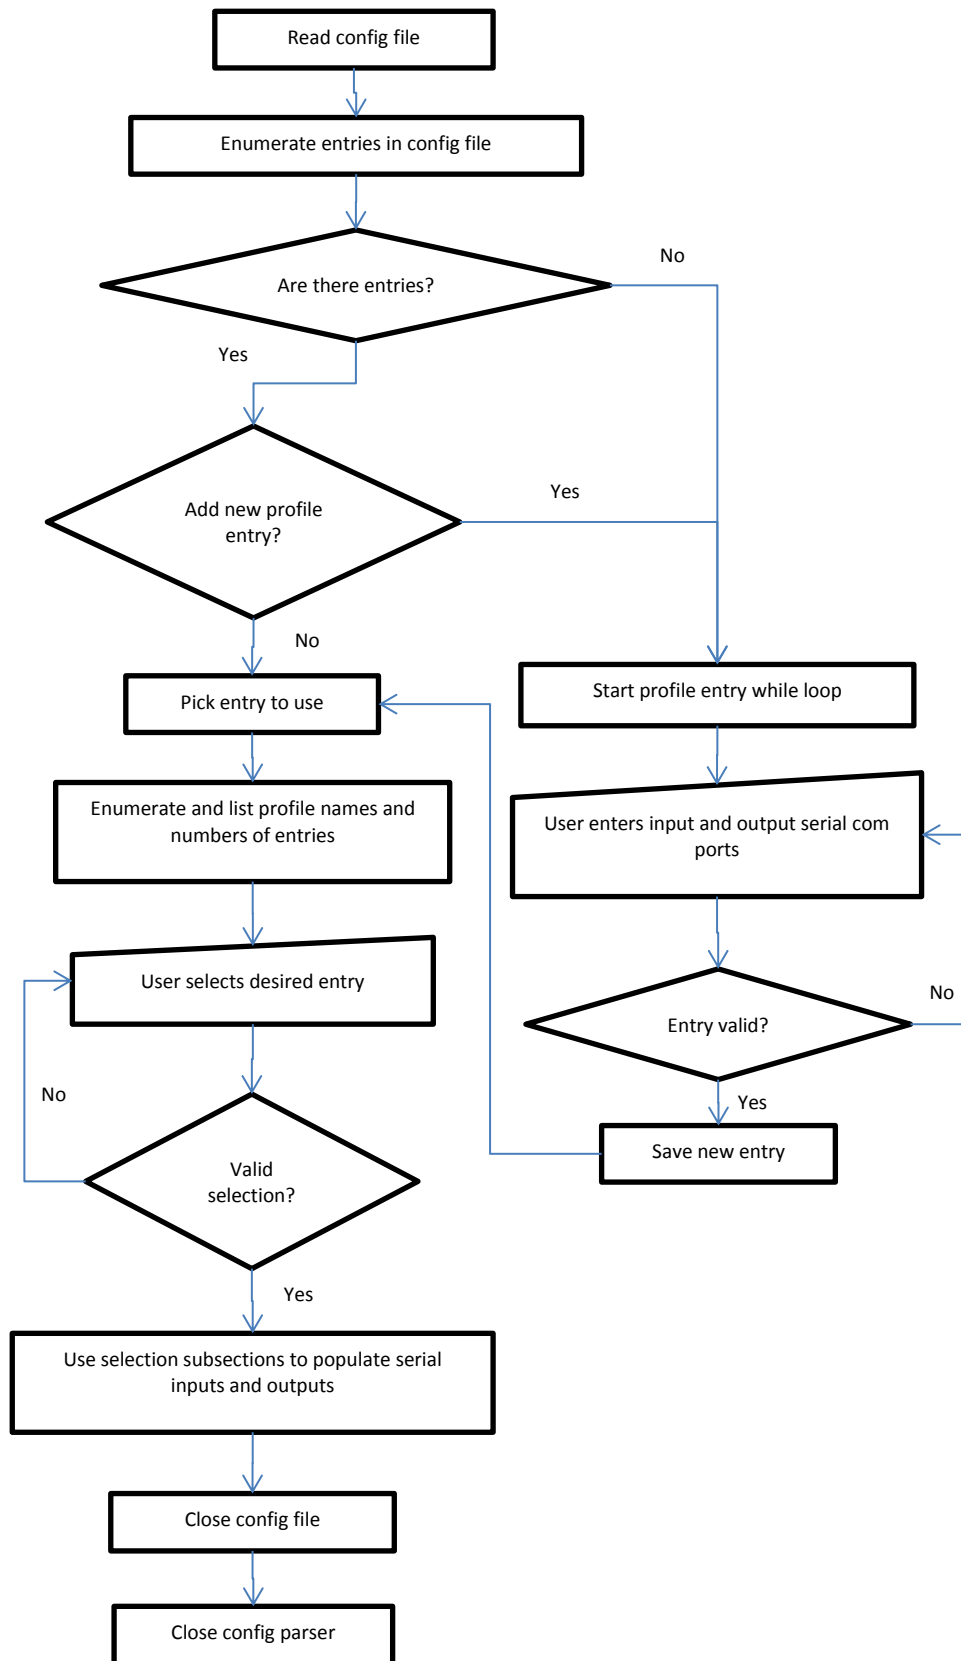 Read config file
Enumerate entries in config file
Are there entries?
No
Yes
Add new profile
entry?
Yes
No
Pick entry to use
Start profile entry while loop
Enumerate and list profile names and
numbers of entries
User enters input and output serial com
ports
User selects desired entry
Entry valid?
No
No
Yes
Save new entry
Valid
selection?
Yes
Use selection subsections to populate serial
inputs and outputs
Close config file
Close config parser